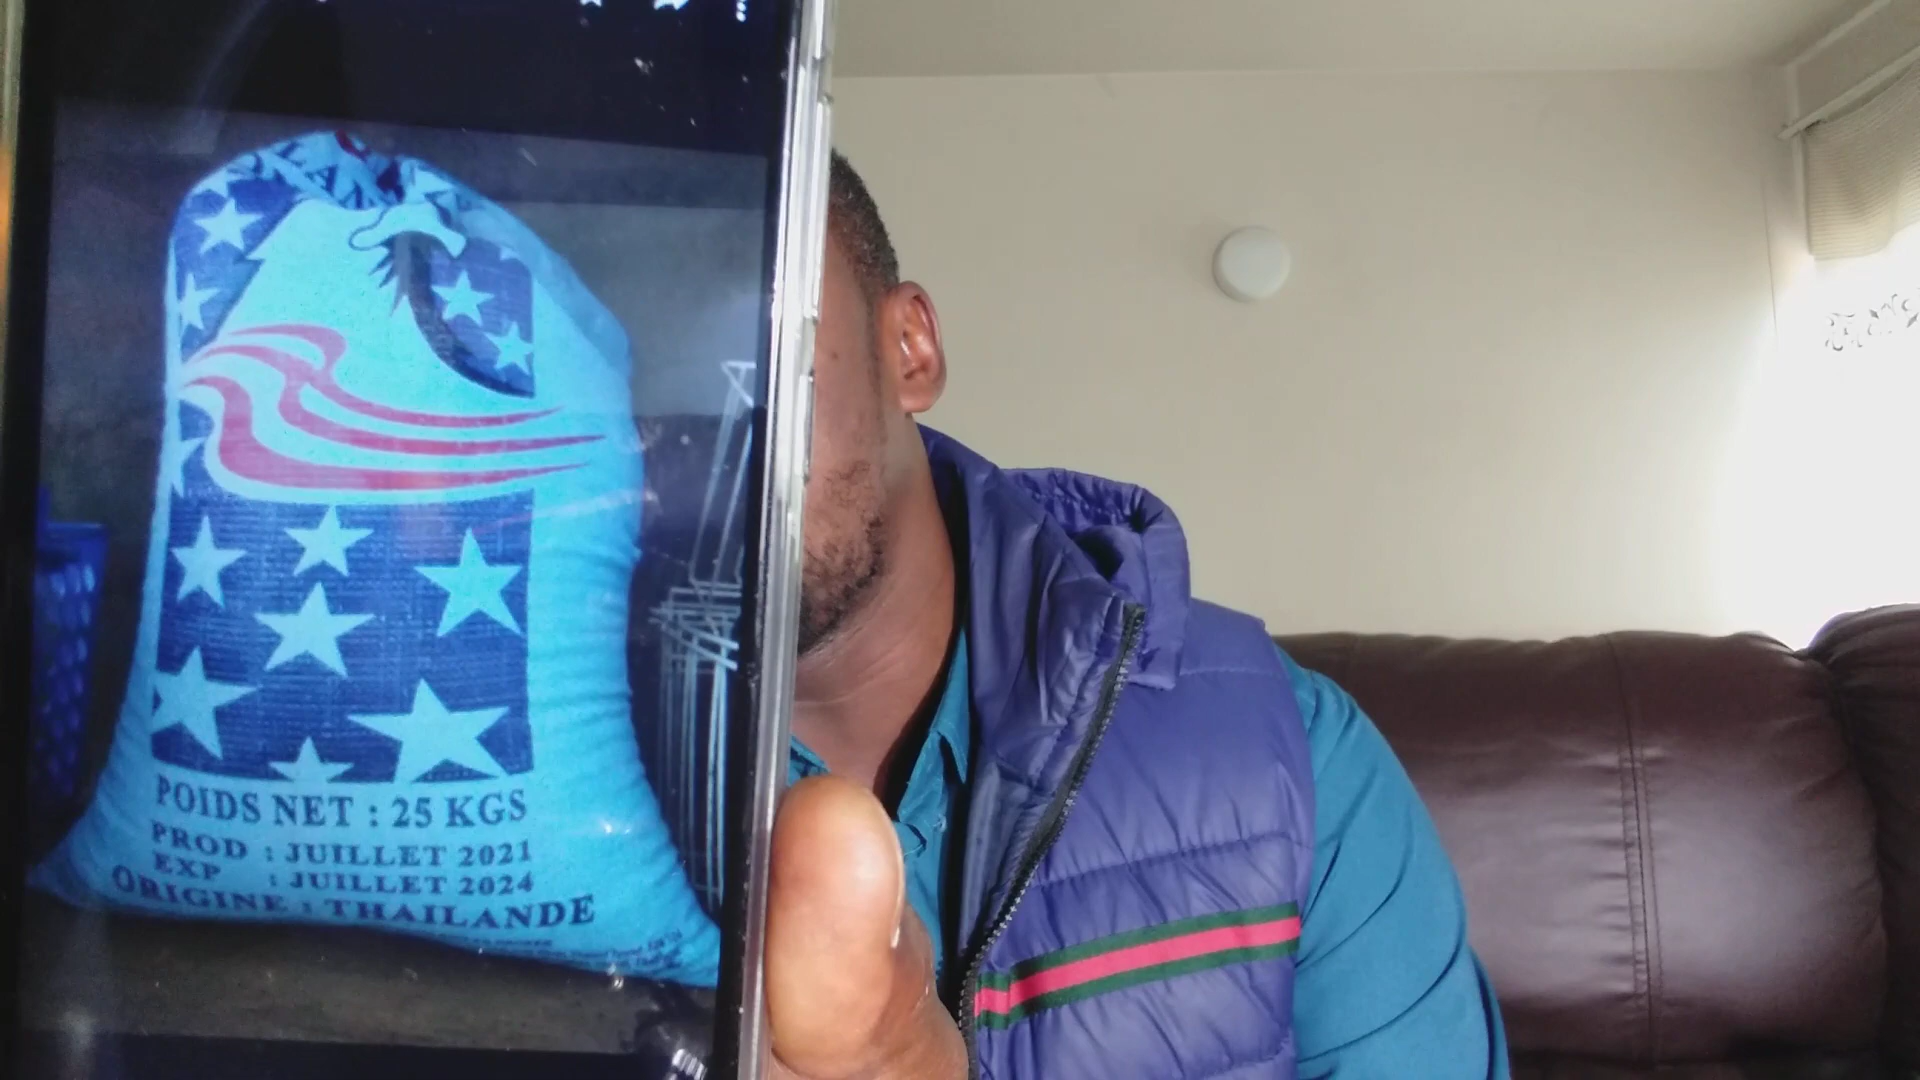 POIDS NET : 25 KGS
PROD : JUILLET 2021
EXP : JUILLET 2024
ORIGINE : THAILANDE